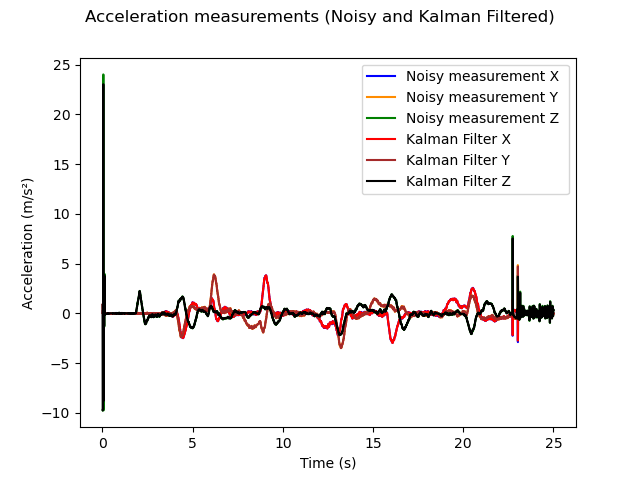 Acceleration measurements (Noisy and Kalman Filtered)
25
20
15
10
5
0
−5
−10
Acceleration (m/s²)
Noisy measurement X
Noisy measurement Y
Noisy measurement Z
Kalman Filter X
Kalman Filter Y
Kalman Filter Z
0 5 10 15 20 25
Time (s)